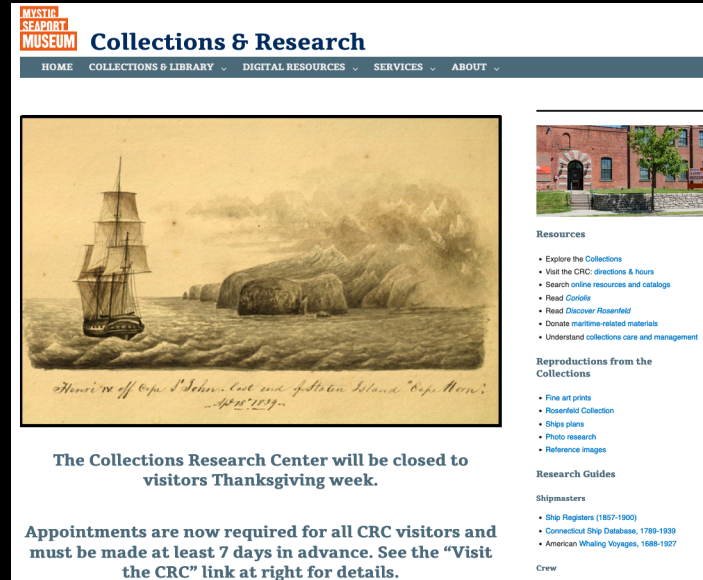 MYSTIC
SEAPORT
MUSEUM
Collections & Research
HOME COLLECTIONS & LIBRARY DIGITAL RESOURCES SERVICES ABOUT
Henri IV off Cape St John - East end of Staten Island "Cape Horn".
Apl 18th 1839
The Collections Research Center will be closed to
visitors Thanksgiving week.
Appointments are now required for all CRC visitors and
must be made at least 7 days in advance. See the “Visit
the CRC” link at right for details.
Resources
• Explore the Collections
• Visit the CRC: directions & hours
• Search online resources and catalogs
• Read Coriolis
• Read Discover Rosenfeld
• Donate maritime-related materials
• Understand collections care and management
Reproductions from the
Collections
• Fine art prints
• Rosenfeld Collection
• Ships plans
• Photo research
• Reference images
Research Guides
Shipmasters
• Ship Registers (1857-1900)
• Connecticut Ship Database, 1789-1939
• American Whaling Voyages, 1688-1927
Crew